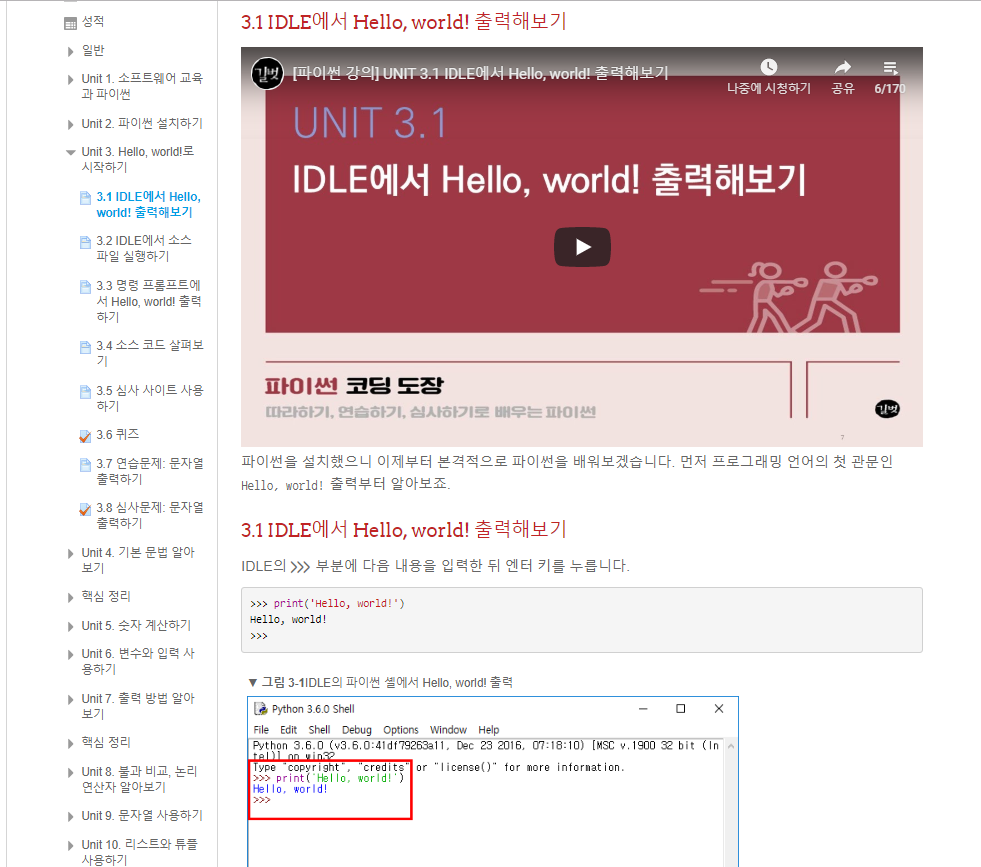 성적
일반
Unit 1. 소프트웨어 교육
과 파이썬
Unit 2. 파이썬 설치하기
Unit 3. Hello, world!로
시작하기
3.1 IDLE에서 Hello,
world! 출력해보기
3.2 IDLE에서 소스
파일 실행하기
3.3 명령 프롬프트에
서 Hello, world! 출력
하기
3.4 소스 코드 살펴보
기
3.5 심사 사이트 사용
하기
3.6 퀴즈
3.7 연습문제: 문자열
출력하기
3.8 심사문제: 문자열
출력하기
Unit 4. 기본 문법 알아
보기
핵심 정리
Unit 5. 숫자 계산하기
Unit 6. 변수와 입력 사
용하기
Unit 7. 출력 방법 알아
보기
핵심 정리
Unit 8. 불과 비교, 논리
연산자 알아보기
Unit 9. 문자열 사용하기
Unit 10. 리스트와 튜플
사용하기
3.1 IDLE에서 Hello, world! 출력해보기
길벗 [파이썬 강의] UNIT 3.1 IDLE에서 Hello, world! 출력해보기
나중에 시청하기 공유 6/170
UNIT 3.1
IDLE에서 Hello, world! 출력해보기
파이썬 코딩 도장
따라하기, 연습하기, 심사하기로 배우는 파이썬
길벗
7
파이썬을 설치했으니 이제부터 본격적으로 파이썬을 배워보겠습니다. 먼저 프로그래밍 언어의 첫 관문인
Hello, world! 출력부터 알아보죠.
3.1 IDLE에서 Hello, world! 출력해보기
IDLE의 >>> 부분에 다음 내용을 입력한 뒤 엔터 키를 누릅니다.
>>> print('Hello, world!')
Hello, world!
>>>
▼ 그림 3-1IDLE의 파이썬 셸에서 Hello, world! 출력
Python 3.6.0 Shell
File Edit Shell Debug Options Window Help
Python 3.6.0 (v3.6.0:41df79263a11, Dec 23 2016, 07:18:10) [MSC v.1900 32 bit (In
tel)] on win32
Type "copyright", "credits" or "license()" for more information.
>>> print('Hello, world!')
Hello, world!
>>>